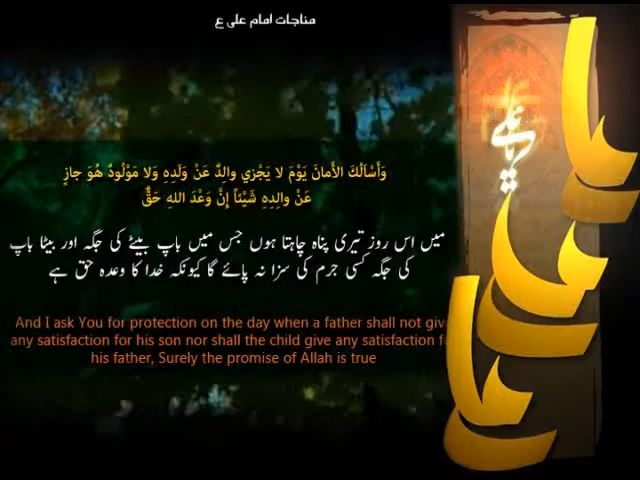 مناجات امام علی ع
وَأَسْأَلُكَ الأَمانَ يَوْمَ لا يَجْزي والِدٌ عَنْ وَلَدِهِ وَلا مَوْلُودٌ هُوَ جازٍ
عَنْ والِدِهِ شَيْئاً إِنَّ وَعْدَ اللهِ حَقٌّ
میں اس روز تیری پناہ چاہتا ہوں جس میں باپ بیٹے کی جگہ اور بیٹا باپ
کی جگہ کسی جرم کی سزا نہ پائے گا کیونکہ خدا کا وعدہ حق ہے
And I ask You for protection on the day when a father shall not giv
any satisfaction for his son nor shall the child give any satisfaction f
his father, Surely the promise of Allah is true
یا علی